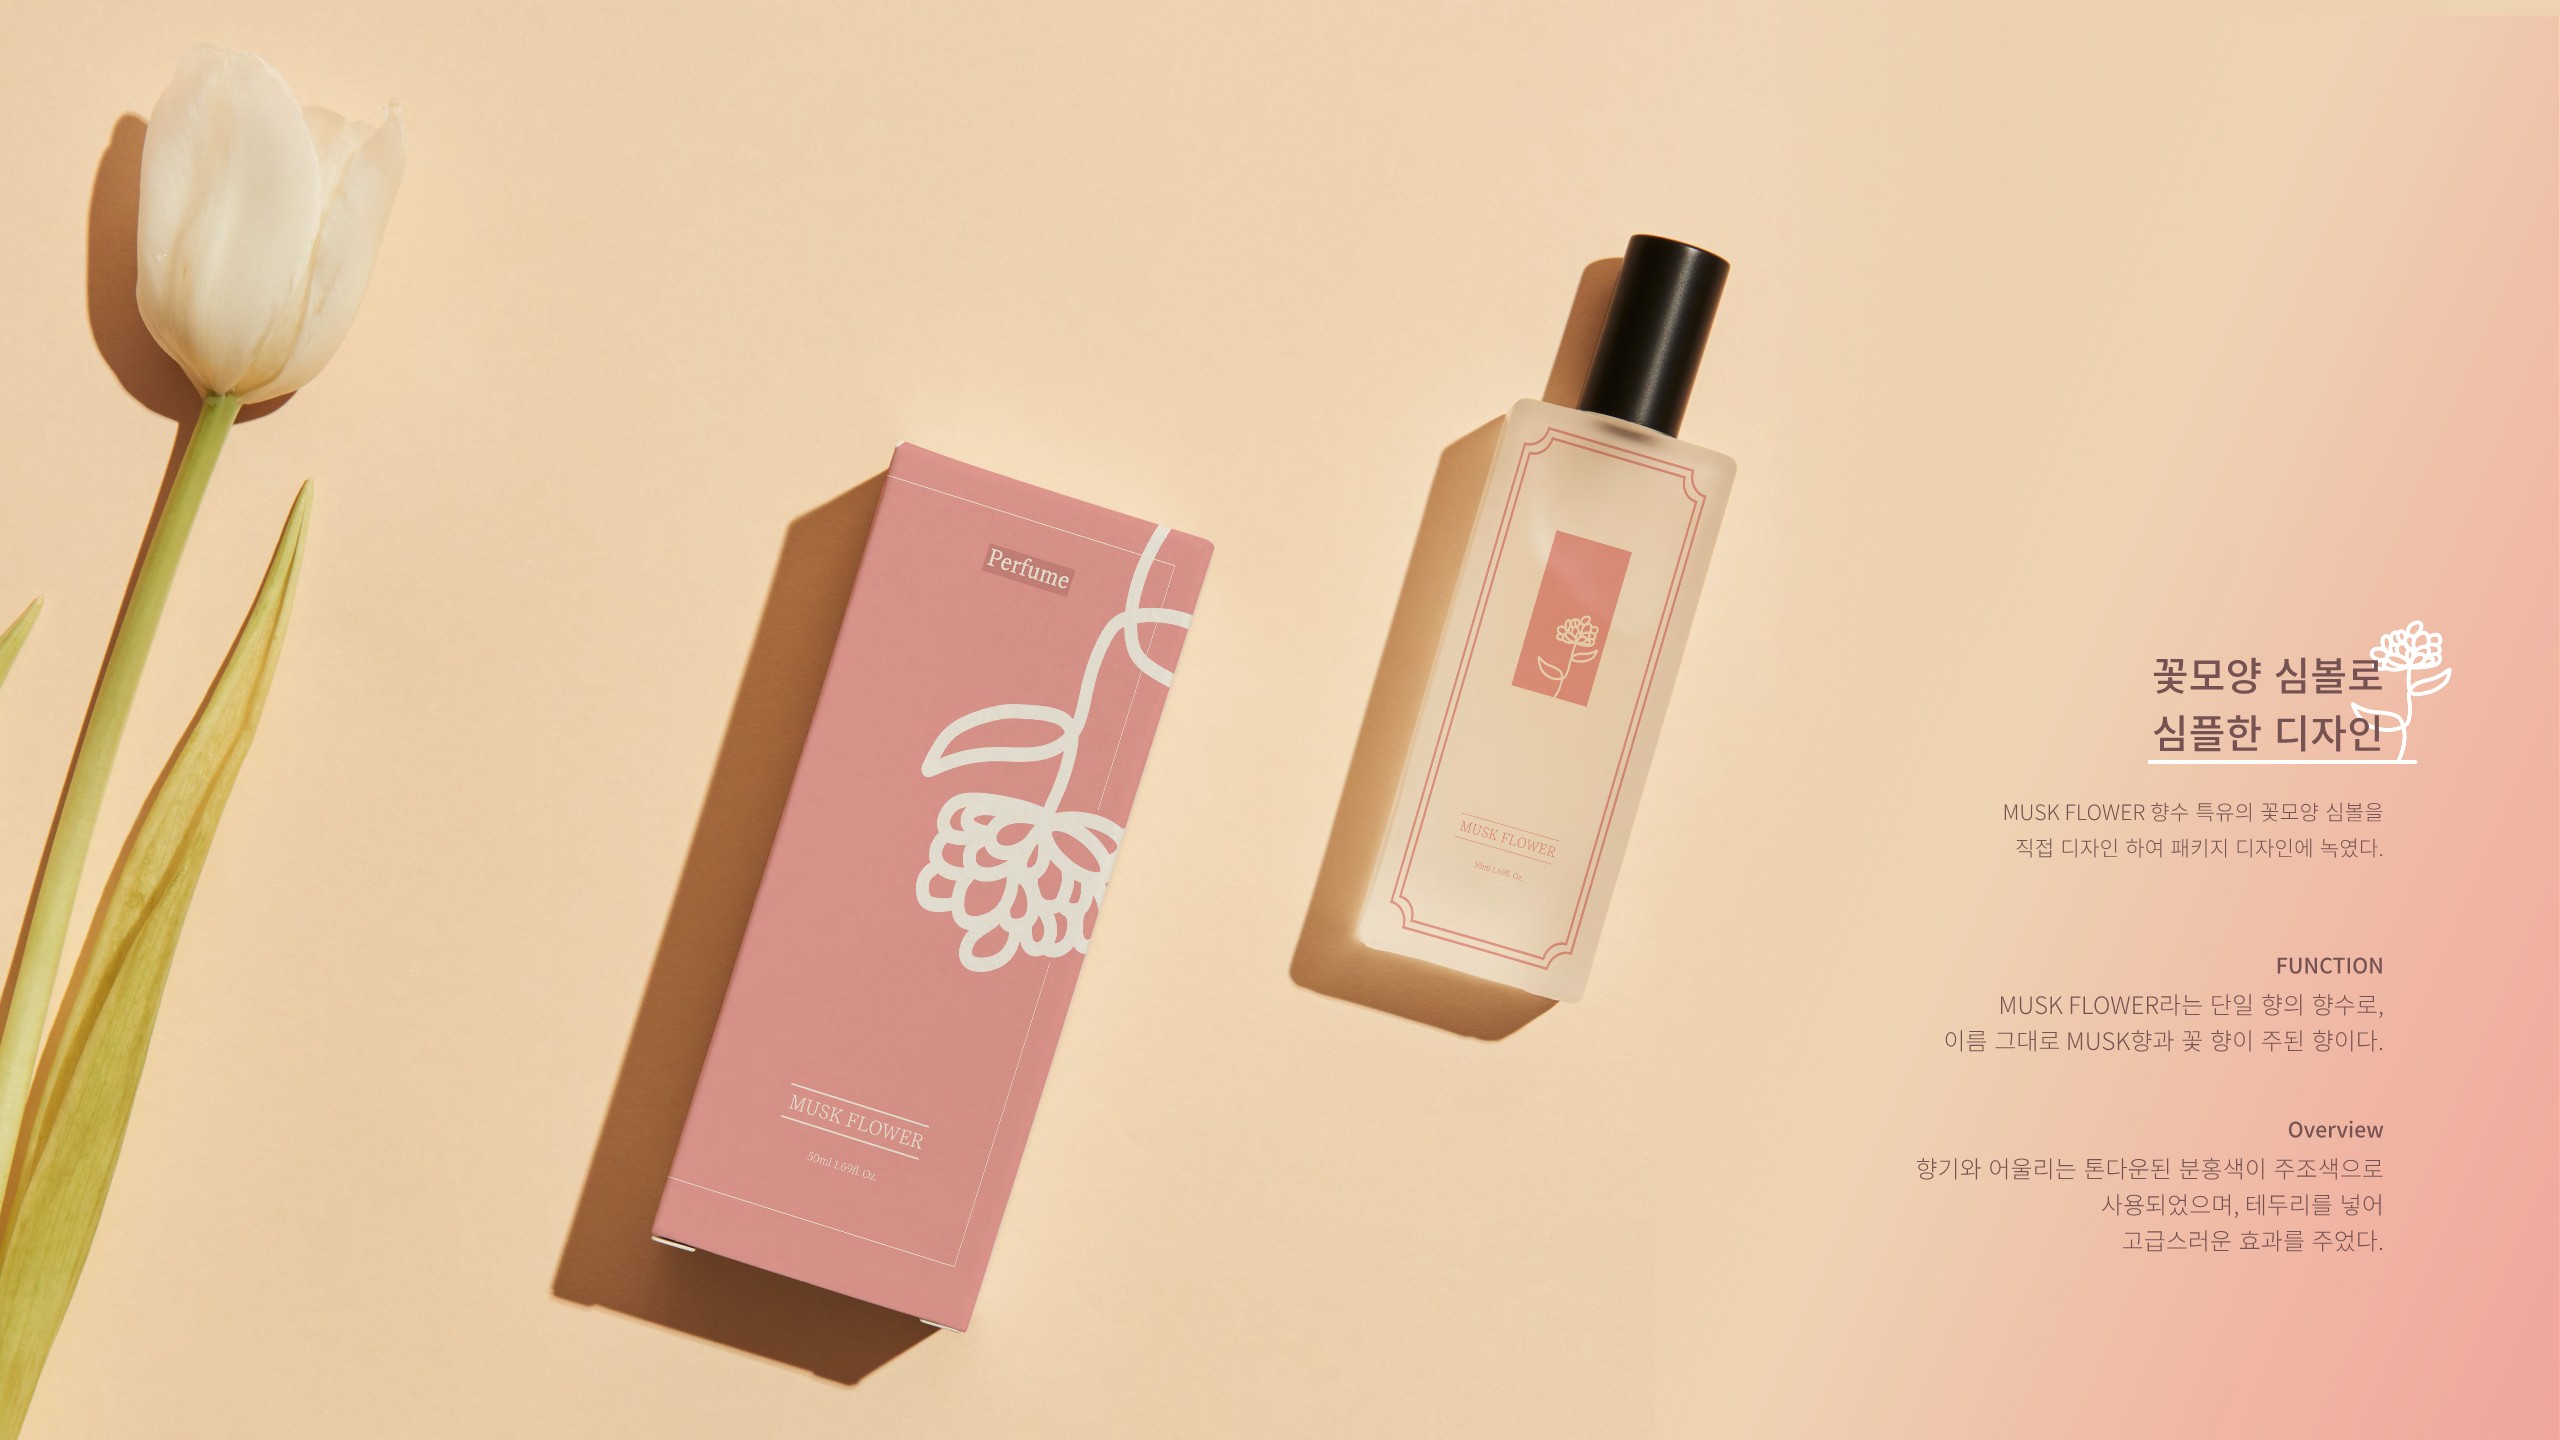 Perfume
MUSK FLOWER
50ml 1.69fl. Oz.
MUSK FLOWER
50ml 1.69fl. Oz.
꽃모양 심볼로
심플한 디자인
MUSK FLOWER 향수 특유의 꽃모양 심볼을
직접 디자인 하여 패키지 디자인에 녹였다.
FUNCTION
MUSK FLOWER라는 단일 향의 향수로,
이름 그대로 MUSK향과 꽃 향이 주된 향이다.
Overview
향기와 어울리는 톤다운된 분홍색이 주조색으로
사용되었으며, 테두리를 넣어
고급스러운 효과를 주었다.